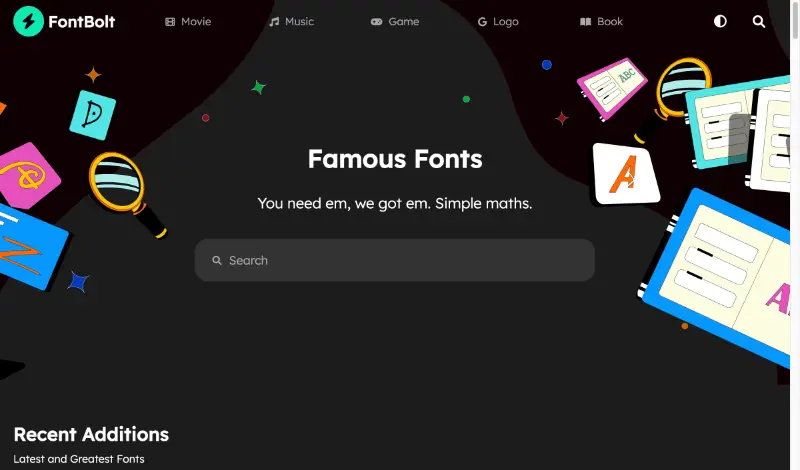 FontBolt
Movie
Music
Game
Logo
Book
ABC
Famous Fonts
You need em, we got em. Simple maths.
Search
Recent Additions
Latest and Greatest Fonts